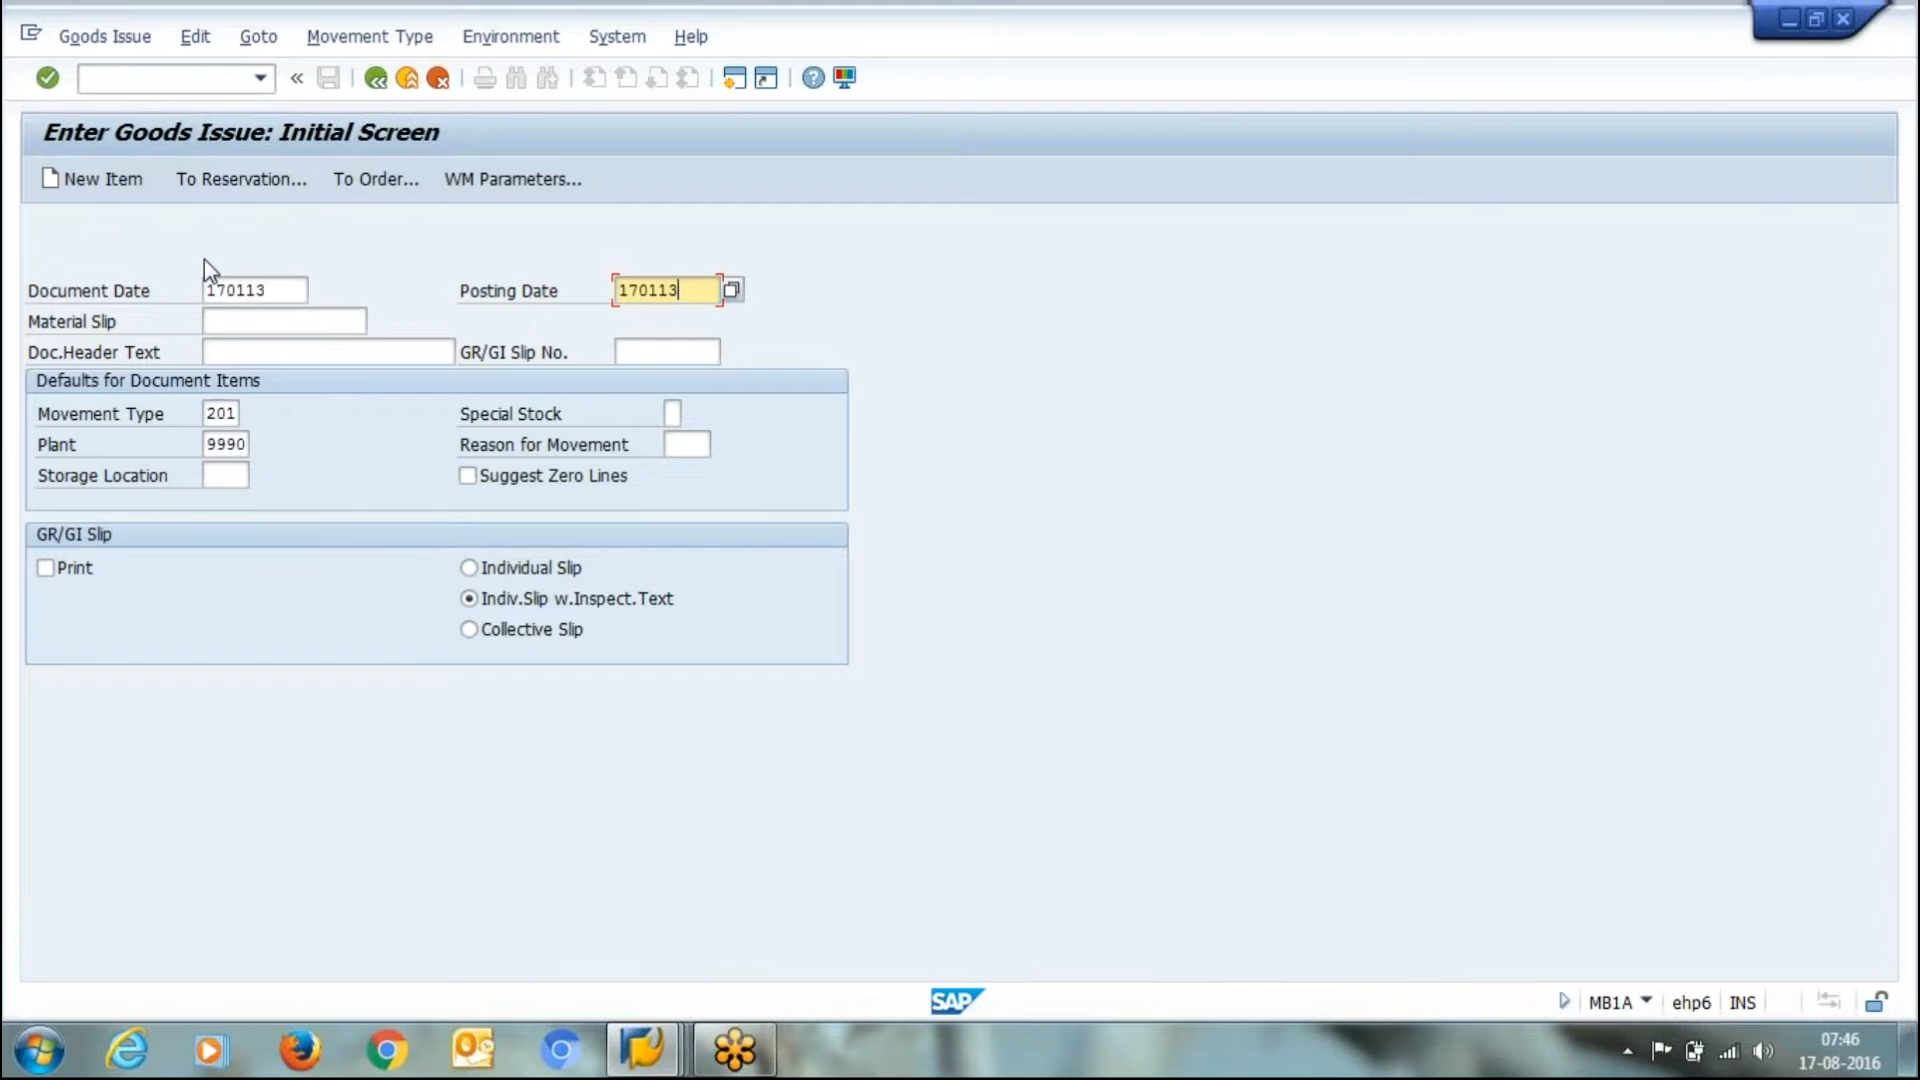 Goods Issue Edit Goto Movement Type Environment System Help
Enter Goods Issue: Initial Screen
New Item To Reservation... To Order... WM Parameters...
Document Date 170113 Posting Date 170113
Material Slip
Doc.Header Text GR/GI Slip No.
Defaults for Document Items
Movement Type 201 Special Stock
Plant 9990 Reason for Movement
Storage Location Suggest Zero Lines
GR/GI Slip
Print Individual Slip
Indiv.Slip w.Inspect.Text
Collective Slip
SAP MB1A ehp6 INS
07:46
17-08-2016